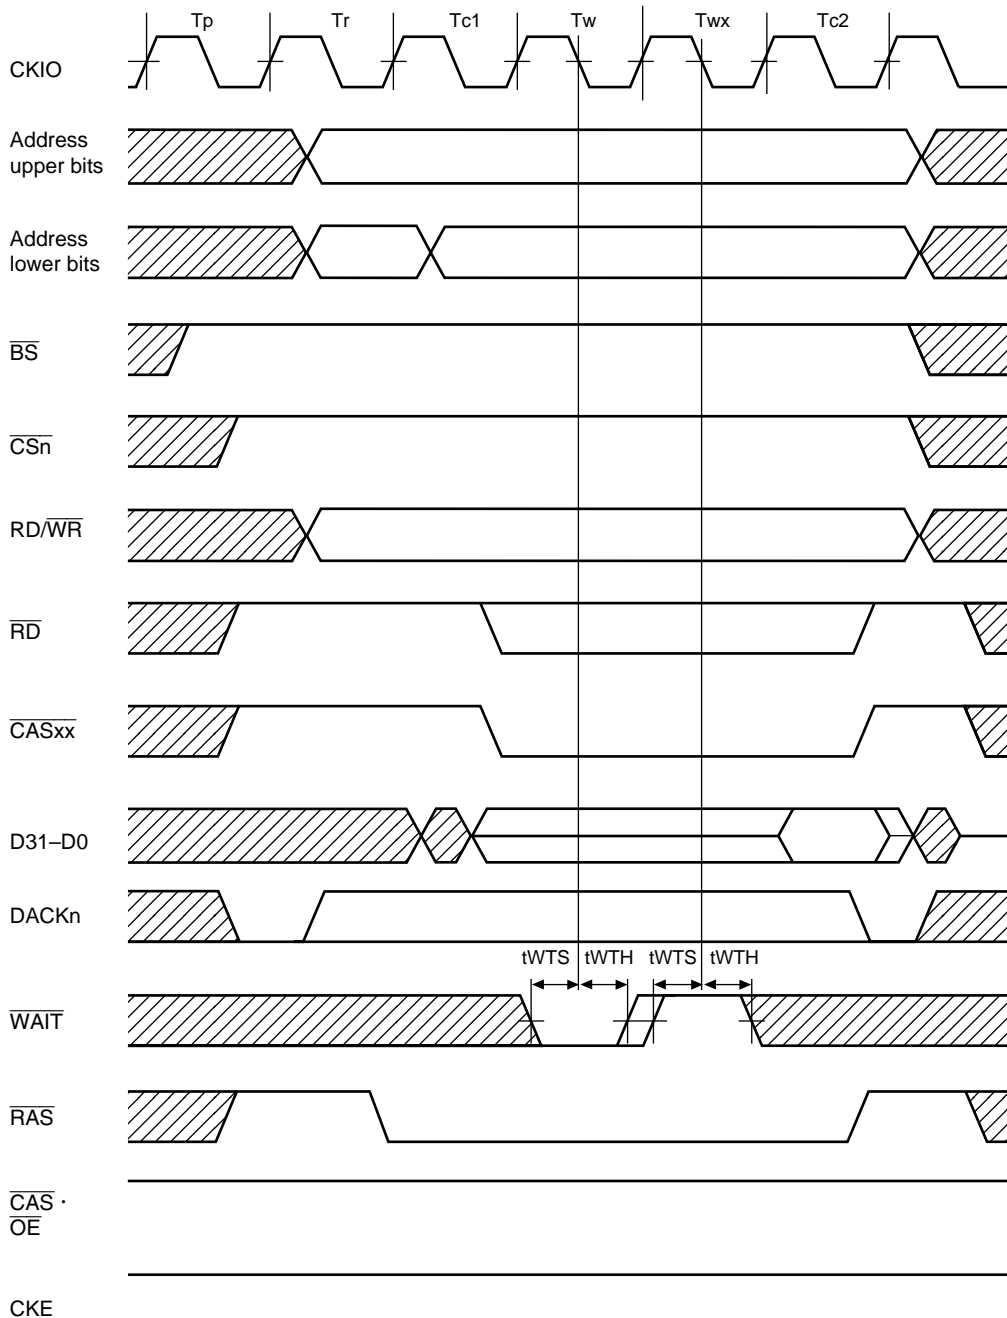 Tp Tr Tc1 Tw Twx Tc2
CKIO
Address
upper bits
Address
lower bits
BS
CSn
RD/WR
RD
CASxx
D31–D0
DACKn
tWTS tWTH tWTS tWTH
WAIT
RAS
CAS ·
OE
CKE